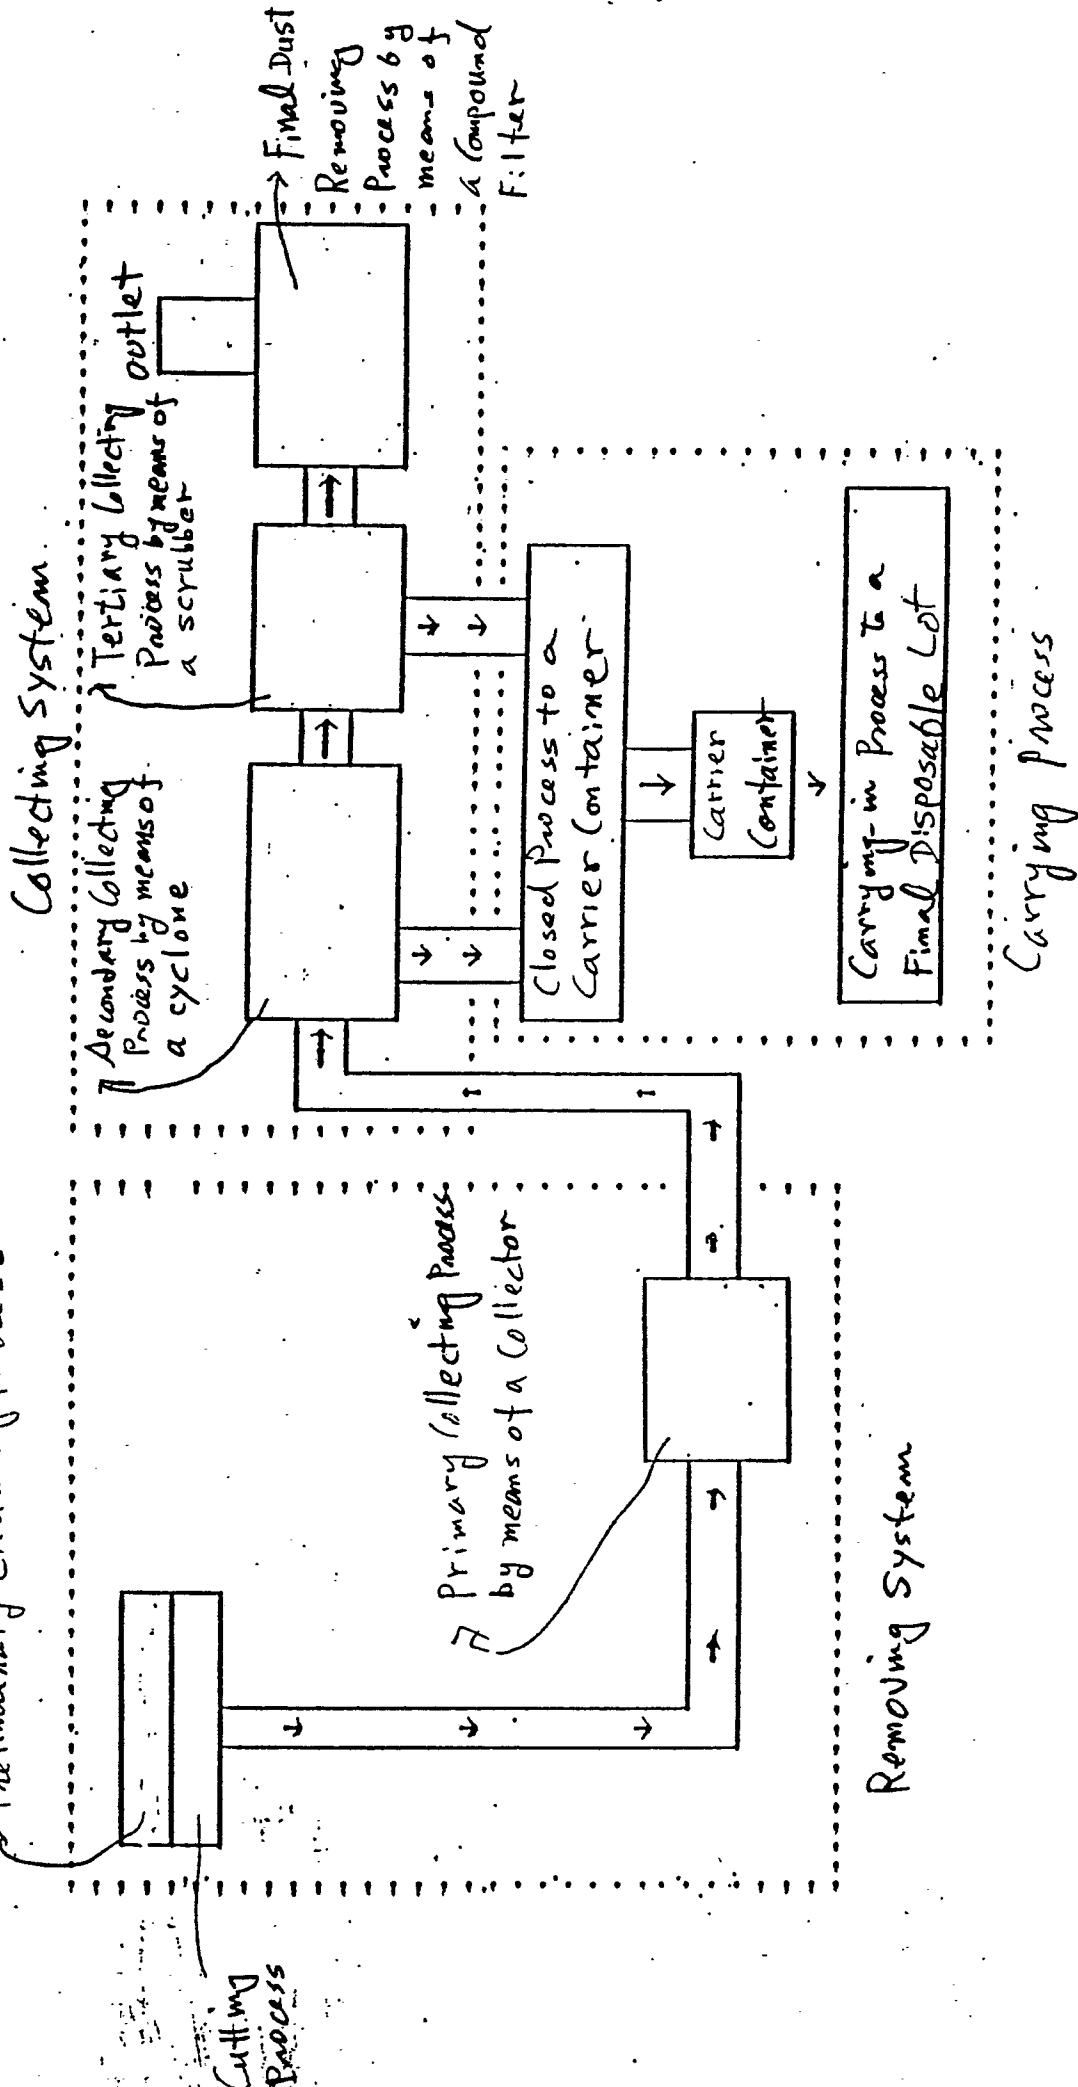 Collecting System.
Secondary Collecting
Process by means of
a cyclone
Tertiary Collecting
Process by means of
a scrubber
outlet
Final Dust
Removing
Process by
means of
a Compound
Filter
Closed Process to a
Carrier Container
Carrier
Container
Carrying-in Process to a
Final Disposable Lot
Carrying Process
Cutting
Process
Primary Collecting Process
by means of a Collector
Removing System